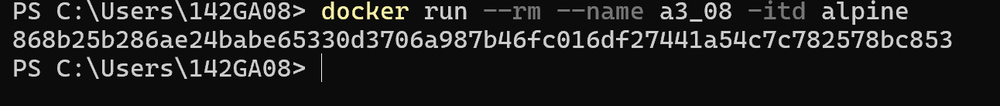 PS C:\Users\142GA08> docker run --rm --name a3_08 -itd alpine
868b25b286ae24babe65330d3706a987b46fc016df27441a54c7c782578bc853
PS C:\Users\142GA08>